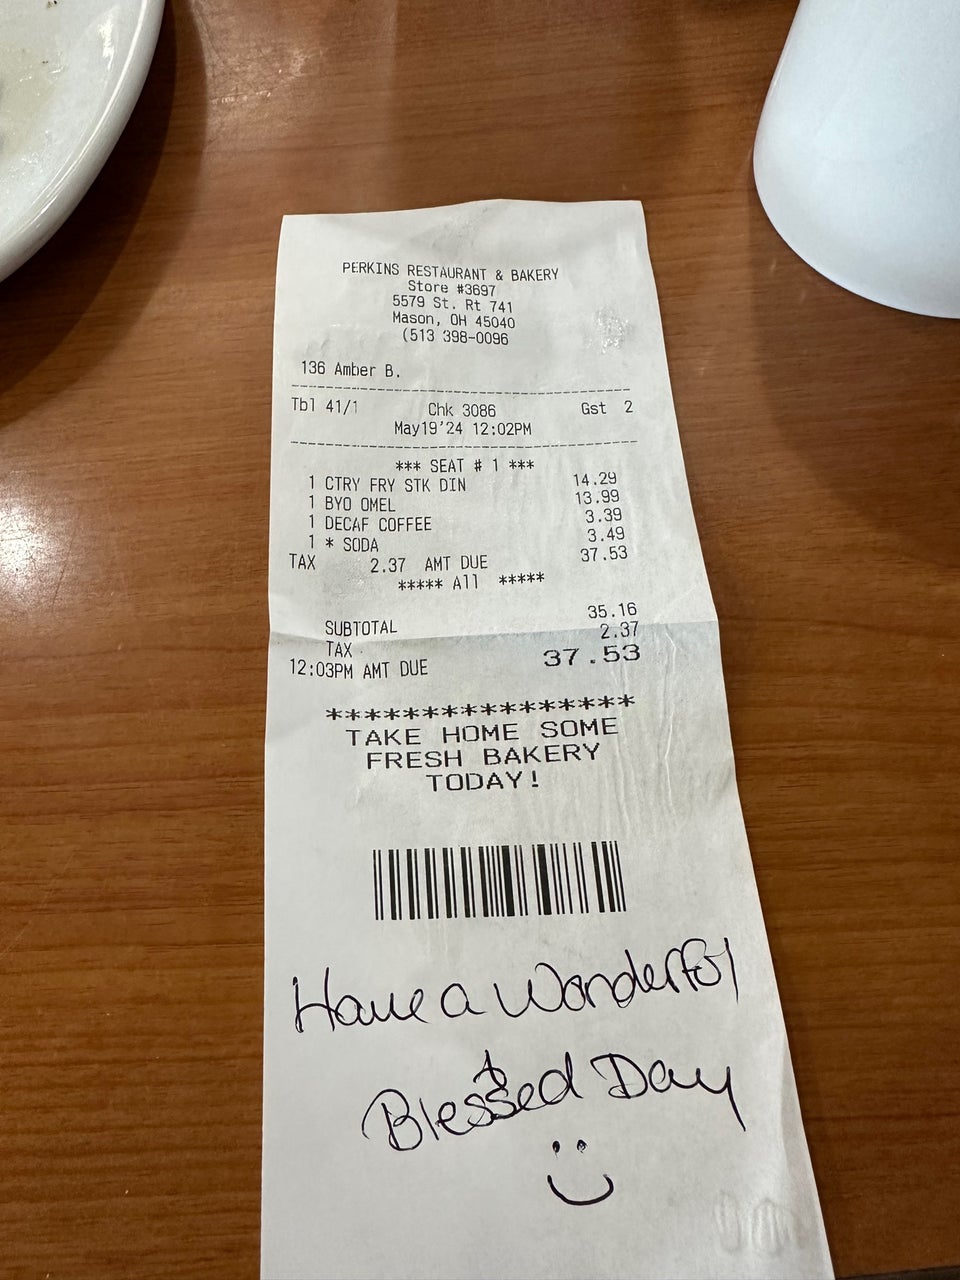 PERKINS RESTAURANT & BAKERY
Store #3697
5579 St. Rt 741
Mason, OH 45040
(513 398-0096
136 Amber B.
Tbl 41/1 Chk 3086 Gst 2
May19'24 12:02PM
*** SEAT # 1 ***
1 CTRY FRY STK DIN 14.29
1 BYO OMEL 13.99
1 DECAF COFFEE 3.39
1 * SODA 3.49
TAX 2.37 AMT DUE 37.53
***** All *****
SUBTOTAL 35.16
TAX 2.37
12:03PM AMT DUE 37.53
****************
TAKE HOME SOME
FRESH BAKERY
TODAY!
Have a Wonderful
&
Blessed Day